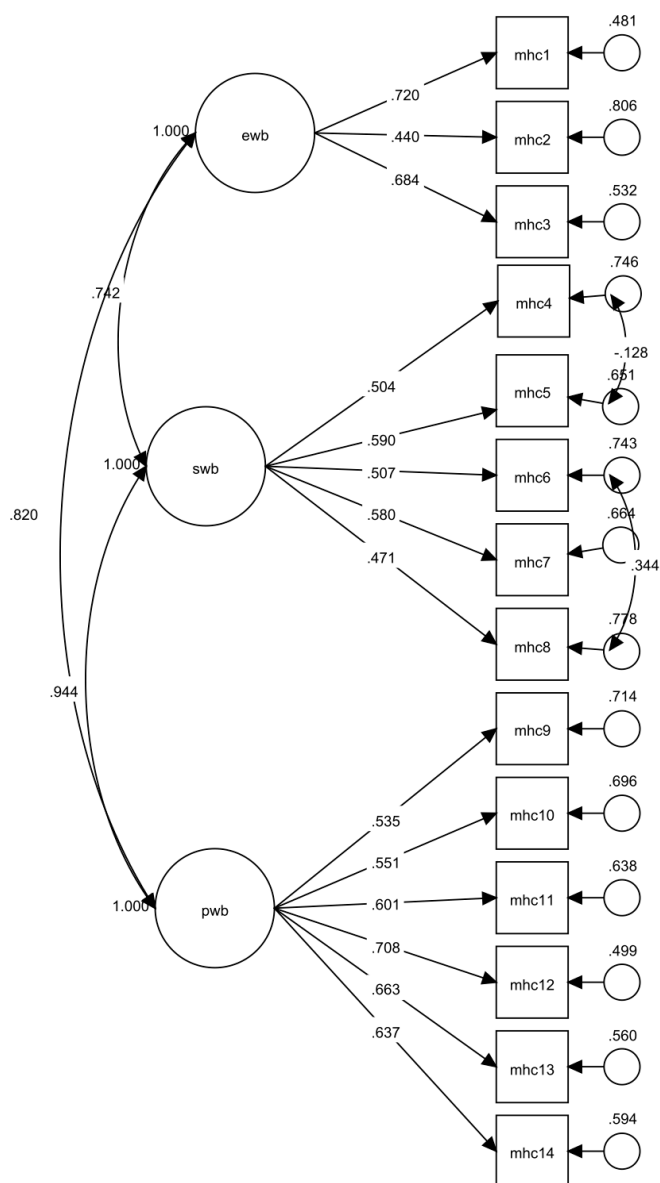 .481
mhc1
.720
1.000
ewb
.806
.440
mhc2
.684
.532
mhc3
.746
.742
mhc4
-.128
.504
.651
mhc5
.590
.743
1.000
swb
.507
mhc6
.820
.580
.664
mhc7
.471
.344
.778
mhc8
.944
.714
mhc9
.535
.696
mhc10
.551
.638
1.000
pwb
.601
mhc11
.708
.499
mhc12
.663
.560
.637
mhc13
.594
mhc14